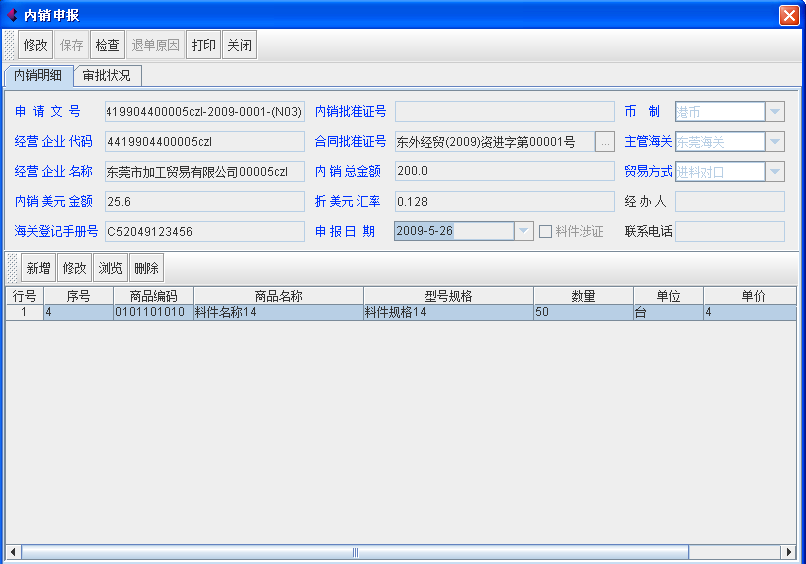 内销申报
修改 保存 检查 退单原因 打印 关闭
内销明细 审批状况
申 请 文 号 419904400005czl-2009-0001-(N03) 内销批准证号 币 制 港币
经营企业代码 4419904400005czl 合同批准证号 东外经贸(2009)资进字第00001号 ... 主管海关 东莞海关
经营企业名称 东莞市加工贸易有限公司00005czl 内销总金额 200.0 贸易方式 进料对口
内销美元金额 25.6 折美元汇率 0.128 经办人
海关登记手册号 C52049123456 申报日期 2009-5-26 料件涉证 联系电话
新增 修改 浏览 删除
行号 序号 商品编码 商品名称 型号规格 数量 单位 单价
1 4 0101101010 料件名称14 料件规格14 50 台 4